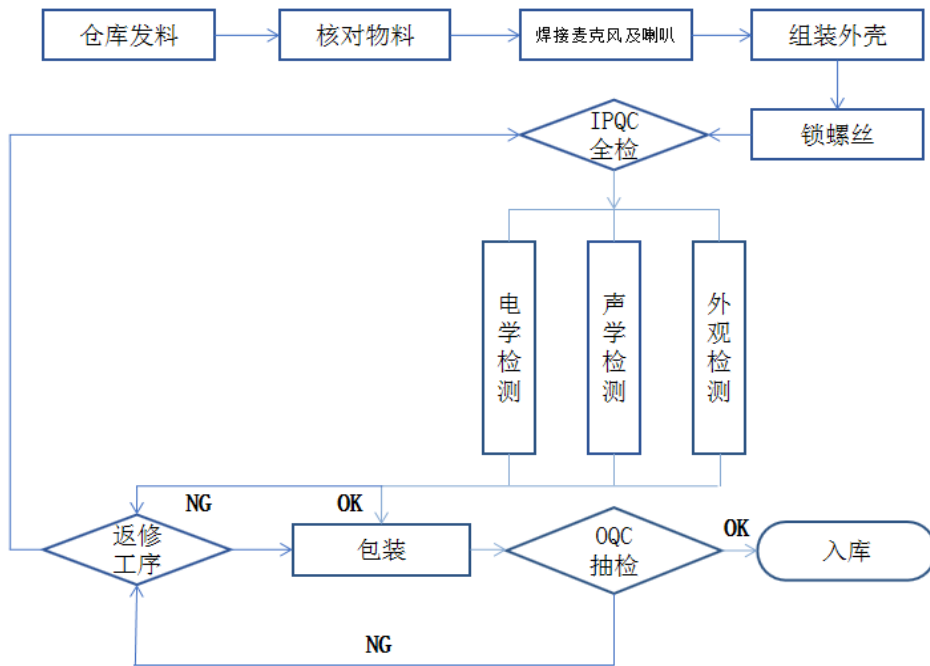 仓库发料
核对物料
焊接麦克风及喇叭
组装外壳
IPQC
全检
锁螺丝
电学检测
声学检测
外观检测
NG
OK
返修
工序
包装
OQC
抽检
OK
入库
NG